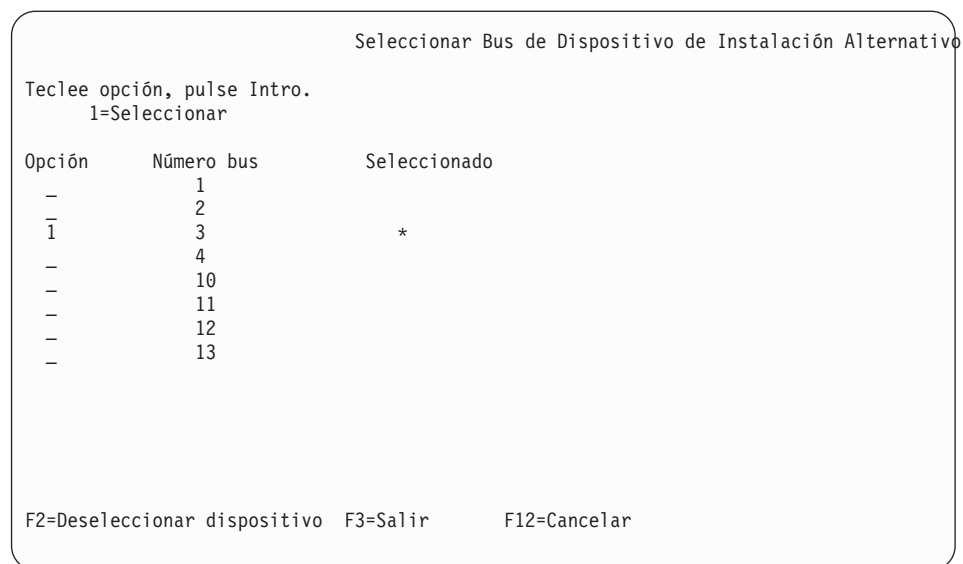 Seleccionar Bus de Dispositivo de Instalación Alternativo
Teclee opción, pulse Intro.
1=Seleccionar
Opción Número bus Seleccionado
_ 1
_ 2
1 3 *
_ 4
_ 10
_ 11
_ 12
_ 13
F2=Deseleccionar dispositivo F3=Salir F12=Cancelar